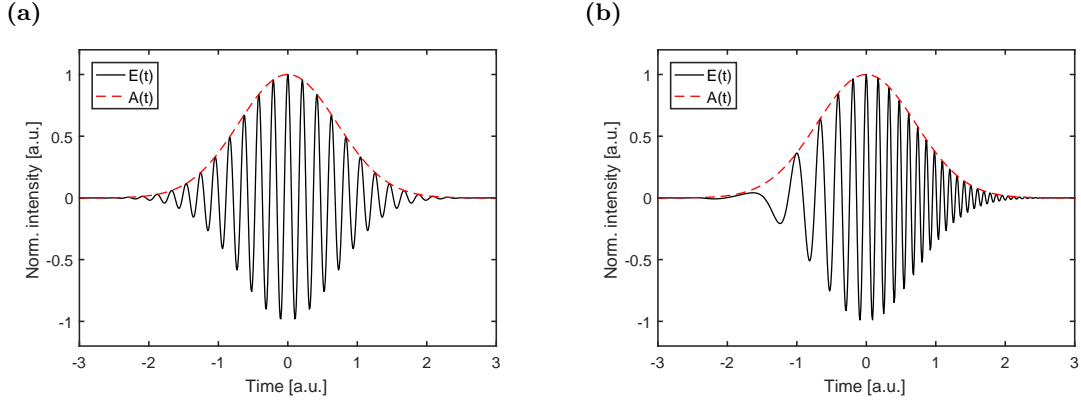 (a)
E(t)
A(t)
Norm. intensity [a.u.]
1
0.5
0
-0.5
-1
-3 -2 -1 0 1 2 3
Time [a.u.]
(b)
E(t)
A(t)
Norm. intensity [a.u.]
1
0.5
0
-0.5
-1
-3 -2 -1 0 1 2 3
Time [a.u.]